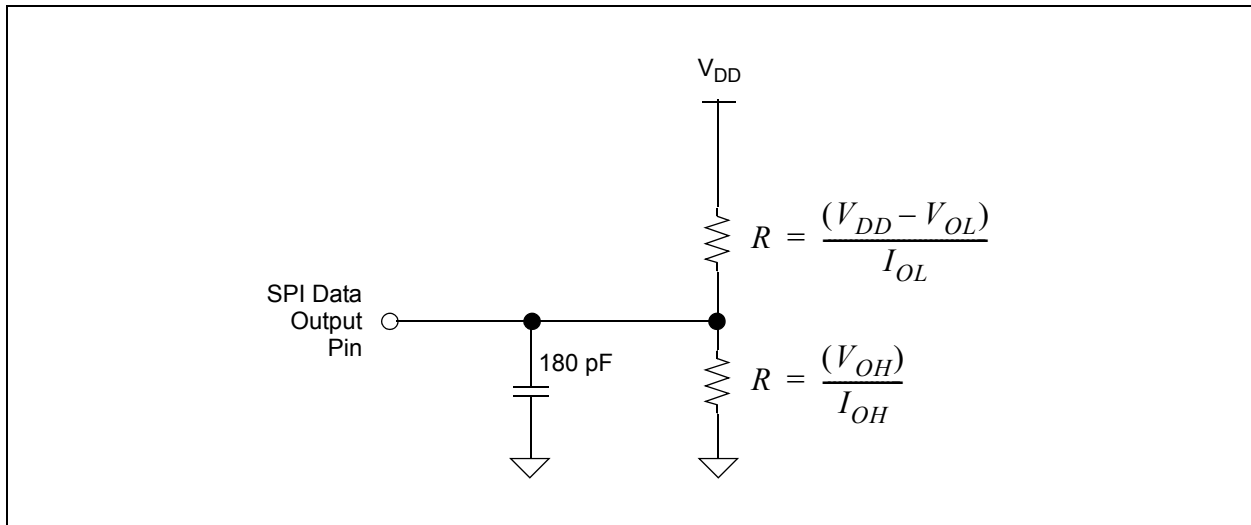 V_DD
R = (V_DD – V_OL) / I_OL
SPI Data
Output
Pin
180 pF
R = (V_OH) / I_OH